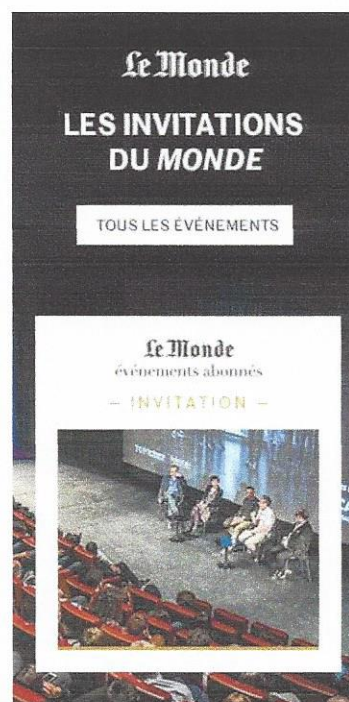 Le Monde
LES INVITATIONS
DU MONDE
TOUS LES ÉVÉNEMENTS
Le Monde
événements abonnés
– INVITATION –